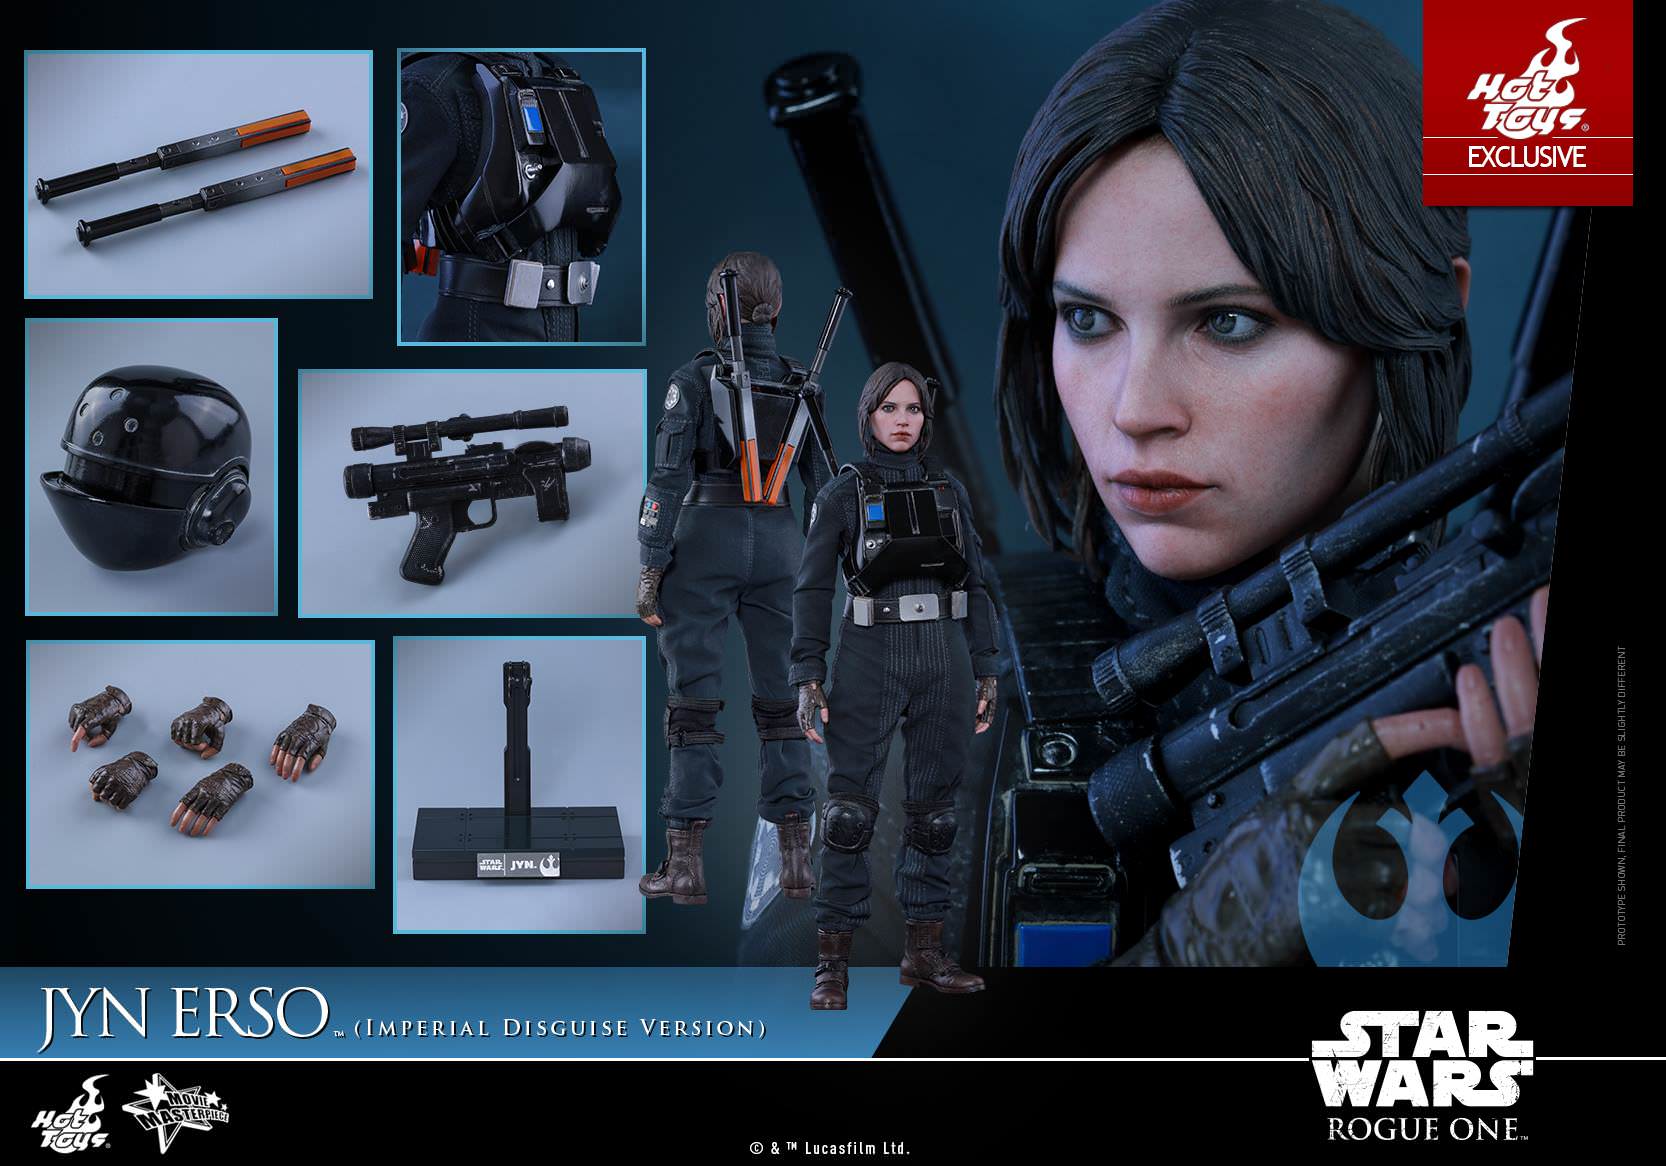 Hot
Toys®
EXCLUSIVE
STAR
WARS
JYN.
PROTOTYPE SHOWN, FINAL PRODUCT MAY BE SLIGHTLY DIFFERENT
JYN ERSO™ (IMPERIAL DISGUISE VERSION)
STAR
WARS
ROGUE ONE™
Hot
Toys®
MOVIE
MASTERPIECE
© & ™ Lucasfilm Ltd.